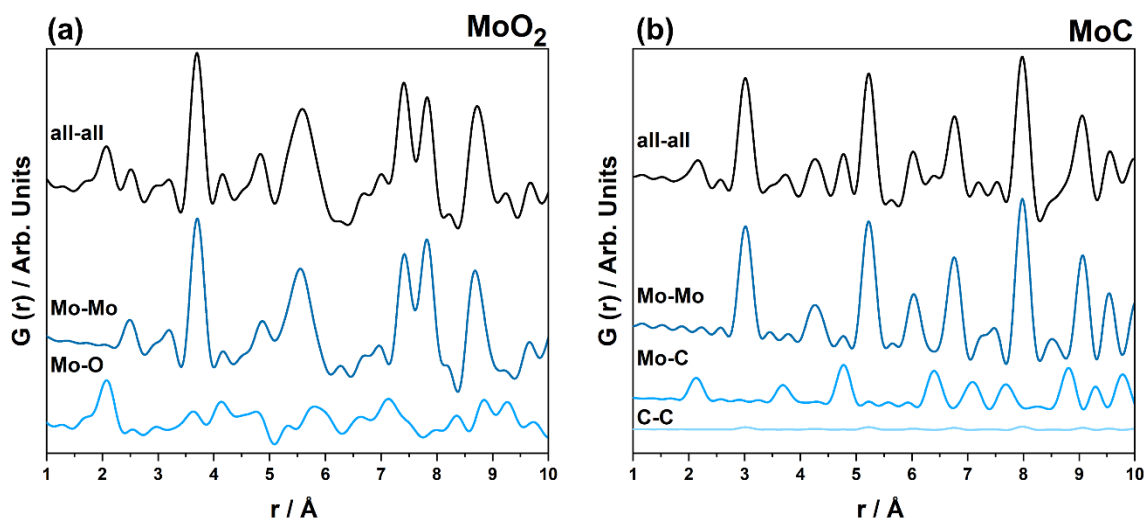 (a) MoO₂
all-all
Mo-Mo
Mo-O
G (r) / Arb. Units
1 2 3 4 5 6 7 8 9 10
r / Å
(b) MoC
all-all
Mo-Mo
Mo-C
C-C
G (r) / Arb. Units
1 2 3 4 5 6 7 8 9 10
r / Å